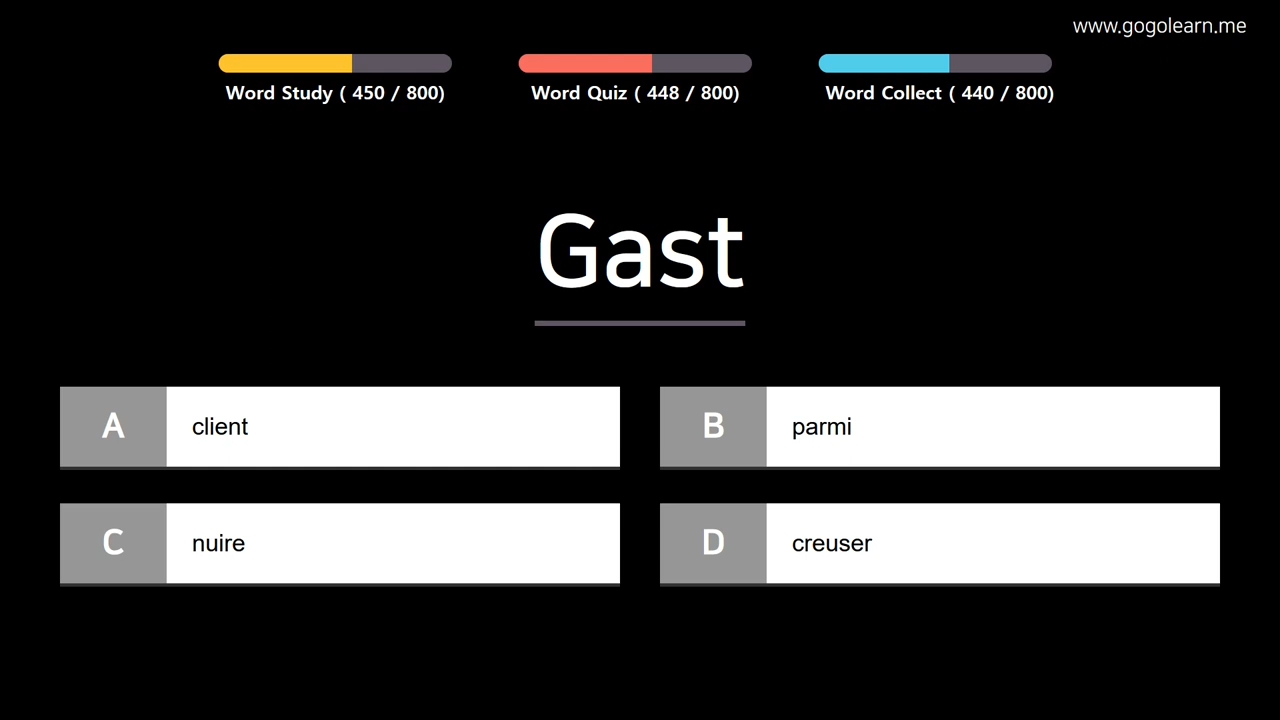 www.gogolearn.me
Word Study ( 450 / 800)
Word Quiz ( 448 / 800)
Word Collect ( 440 / 800)
Gast
A client
B parmi
C nuire
D creuser